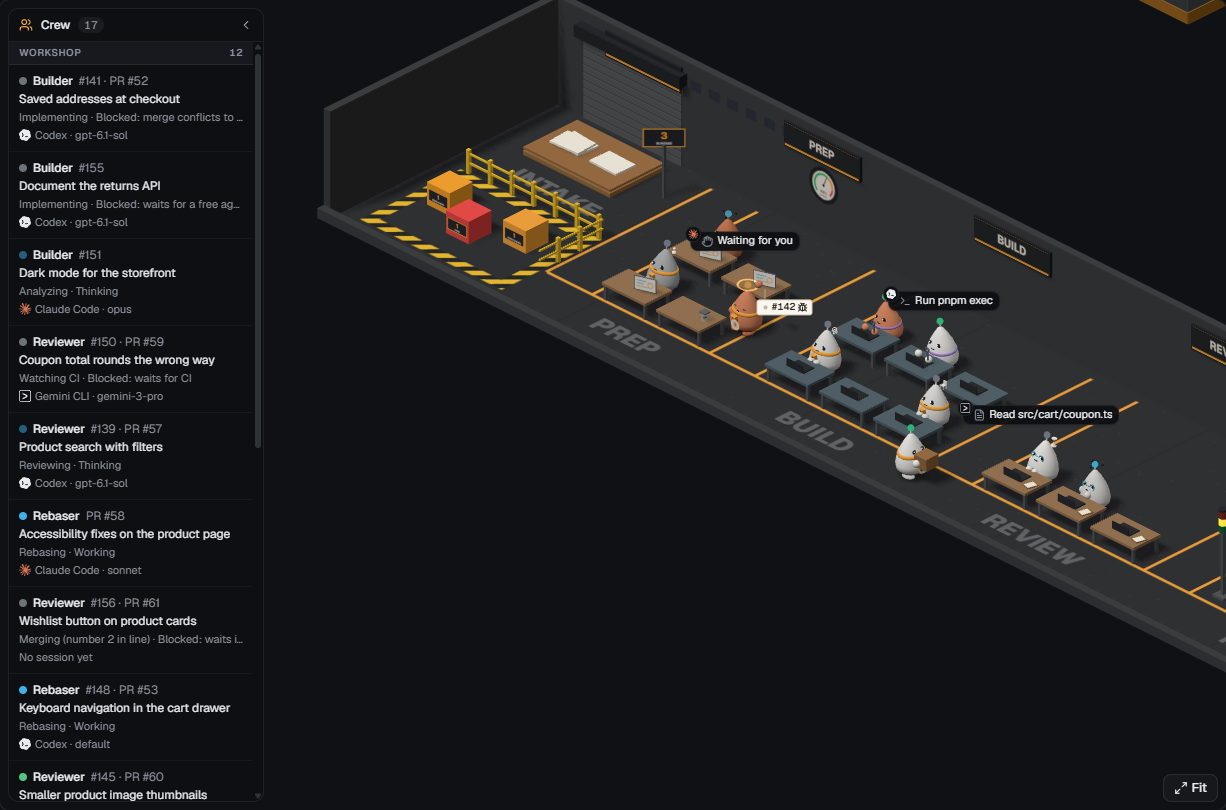 Crew 17
WORKSHOP 12
Builder #141 · PR #52
Saved addresses at checkout
Implementing · Blocked: merge conflicts to …
Codex · gpt-6.1-sol
Builder #155
Document the returns API
Implementing · Blocked: waits for a free ag…
Codex · gpt-6.1-sol
Builder #151
Dark mode for the storefront
Analyzing · Thinking
Claude Code · opus
Reviewer #150 · PR #59
Coupon total rounds the wrong way
Watching CI · Blocked: waits for CI
Gemini CLI · gemini-3-pro
Reviewer #139 · PR #57
Product search with filters
Reviewing · Thinking
Codex · gpt-6.1-sol
Rebaser PR #58
Accessibility fixes on the product page
Rebasing · Working
Claude Code · sonnet
Reviewer #156 · PR #61
Wishlist button on product cards
Merging (number 2 in line) · Blocked: waits i…
No session yet
Rebaser #148 · PR #53
Keyboard navigation in the cart drawer
Rebasing · Working
Codex · default
Reviewer #145 · PR #60
Smaller product image thumbnails
3
INTAKE
PREP
BUILD
REV
Waiting for you
#142
Run pnpm exec
Read src/cart/coupon.ts
PREP
BUILD
REVIEW
Fit